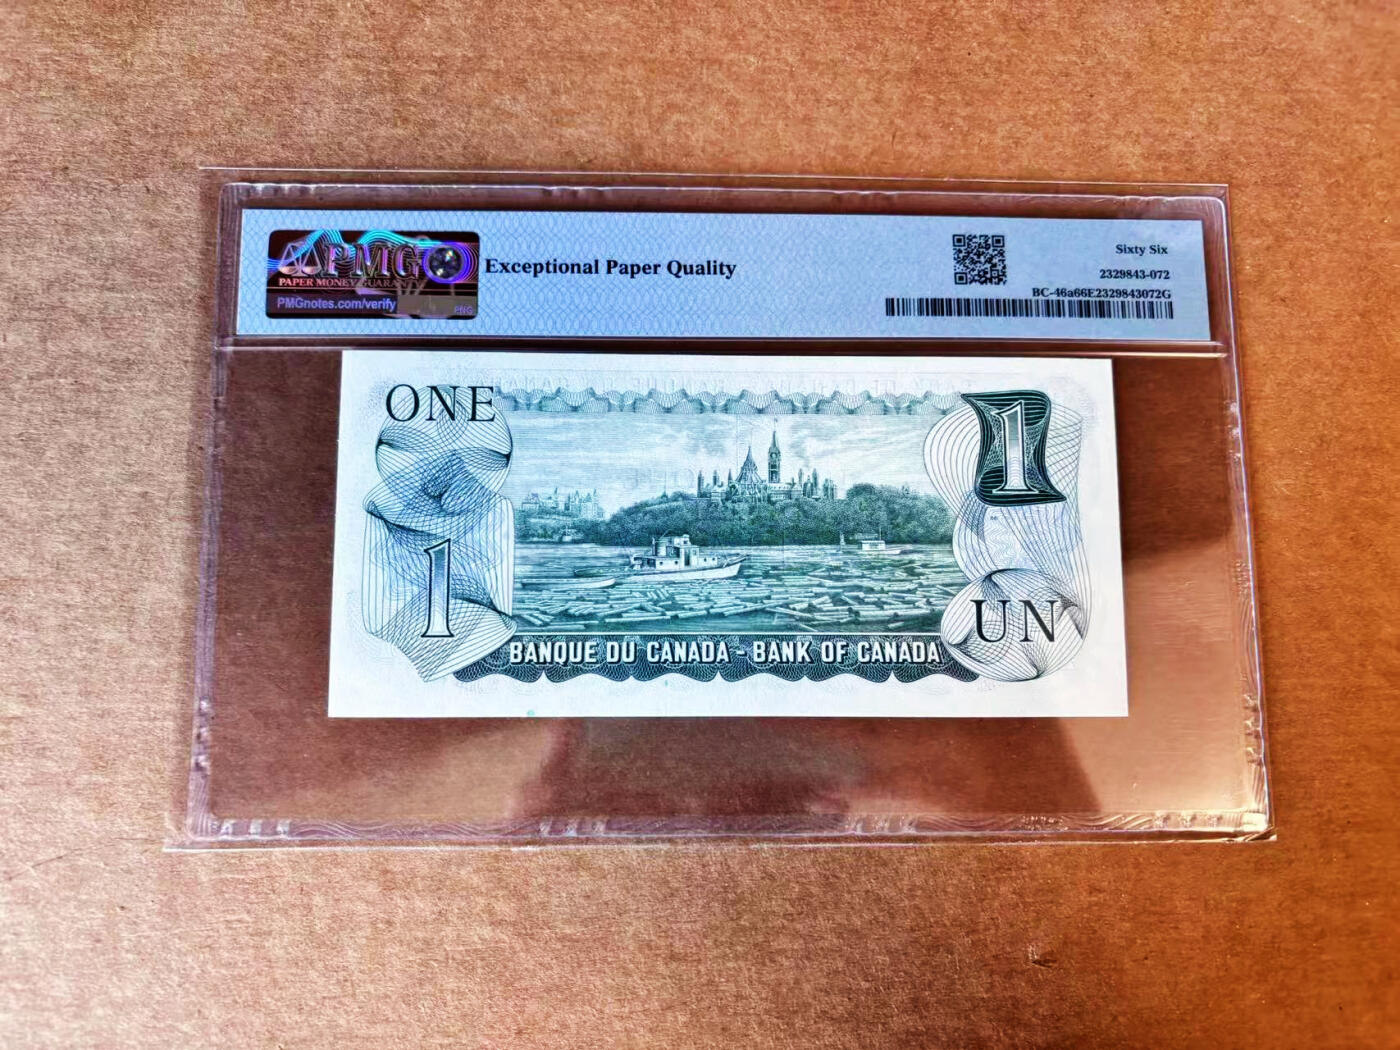 PMG
PAPER MONEY GUARANTY
PMGnotes.com/verify
PNG
Exceptional Paper Quality
Sixty Six
2329843-072
BC-46a66E2329843072G
ONE
1
1
UN
BANQUE DU CANADA - BANK OF CANADA